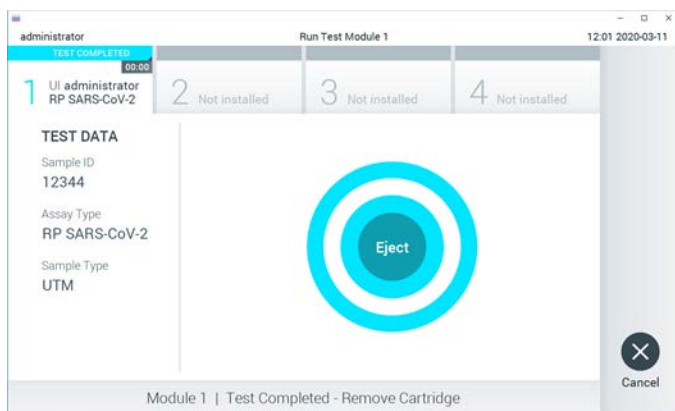 administrator
Run Test Module 1
12:01 2020-03-11
TEST COMPLETED
00:00
1
UI administrator
RP SARS-CoV-2
2 Not installed
3 Not installed
4 Not installed
TEST DATA
Sample ID
12344
Assay Type
RP SARS-CoV-2
Sample Type
UTM
Eject
Cancel
Module 1 | Test Completed - Remove Cartridge